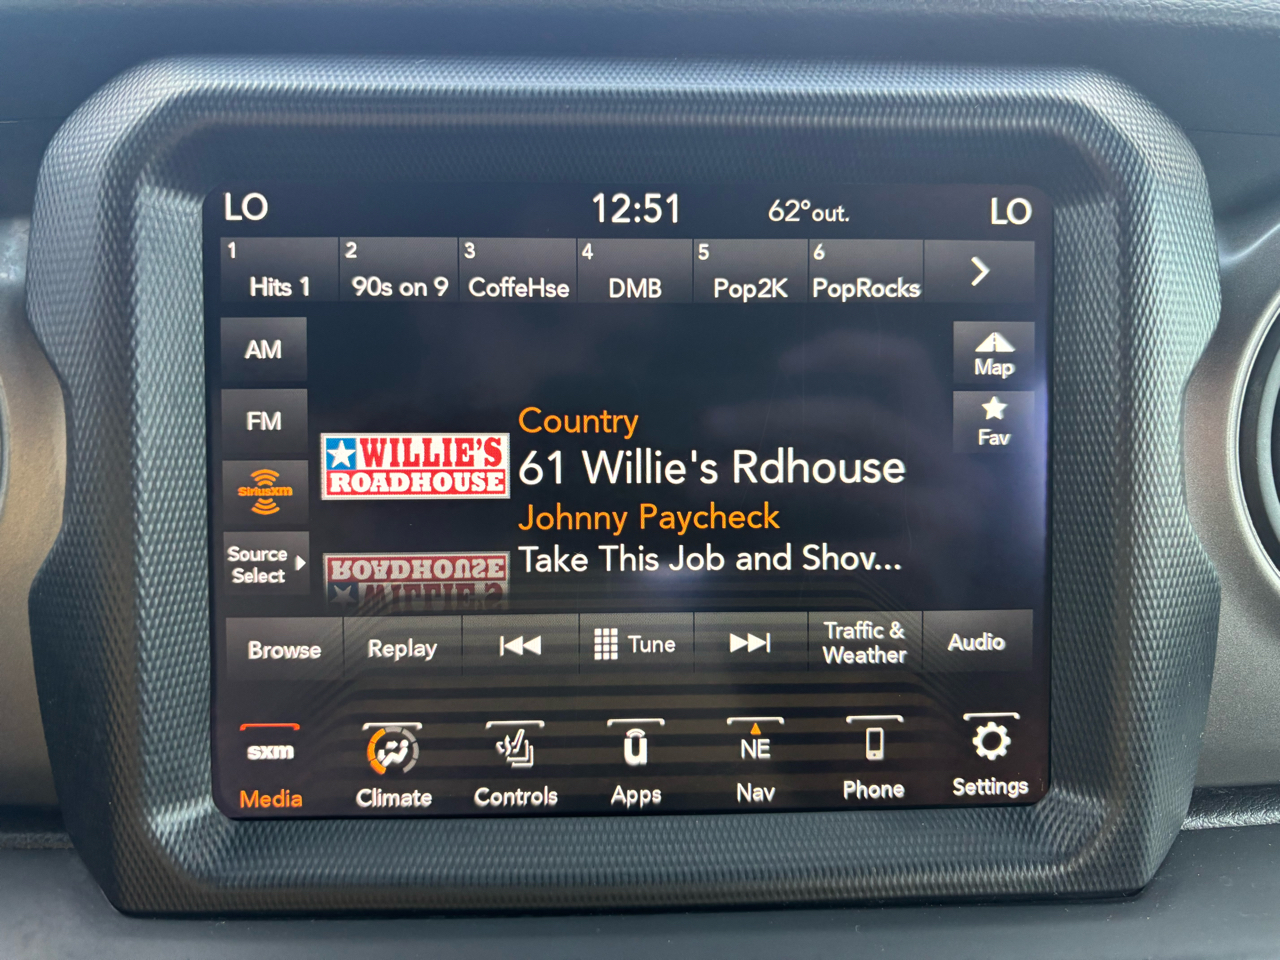 LO 12:51 62° out. LO
1 Hits 1
2 90s on 9
3 CoffeHse
4 DMB
5 Pop2K
6 PopRocks
AM
FM
siriusxm
Source
Select
Map
Fav
WILLIE'S
ROADHOUSE
Country
61 Willie's Rdhouse
Johnny Paycheck
Take This Job and Shov...
ROADHOUSE
WILLIE'S
Browse
Replay
Tune
Traffic &
Weather
Audio
sxm
Media
Climate
Controls
u
Apps
NE
Nav
Phone
Settings